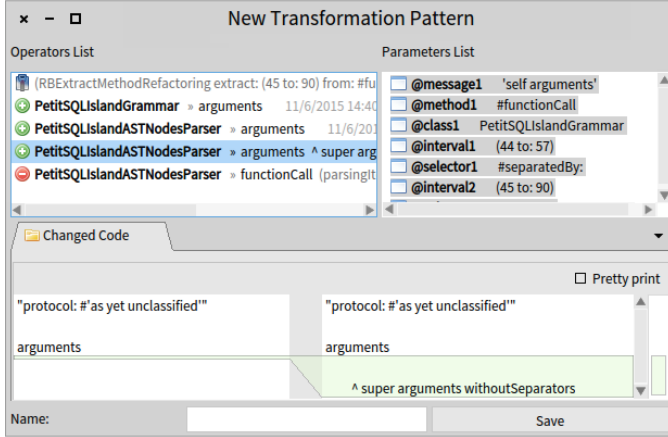 New Transformation Pattern
Operators List
Parameters List
(RBExtractMethodRefactoring extract: (45 to: 90) from: #fu
PetitSQLIslandGrammar » arguments 11/6/2015 14:40
PetitSQLIslandASTNodesParser » arguments 11/6/201
PetitSQLIslandASTNodesParser » arguments ^ super arg
PetitSQLIslandASTNodesParser » functionCall (parsingIt
@message1 'self arguments'
@method1 #functionCall
@class1 PetitSQLIslandGrammar
@interval1 (44 to: 57)
@selector1 #separatedBy:
@interval2 (45 to: 90)
Changed Code
Pretty print
"protocol: #'as yet unclassified'"
arguments
"protocol: #'as yet unclassified'"
arguments
^ super arguments withoutSeparators
Name:
Save